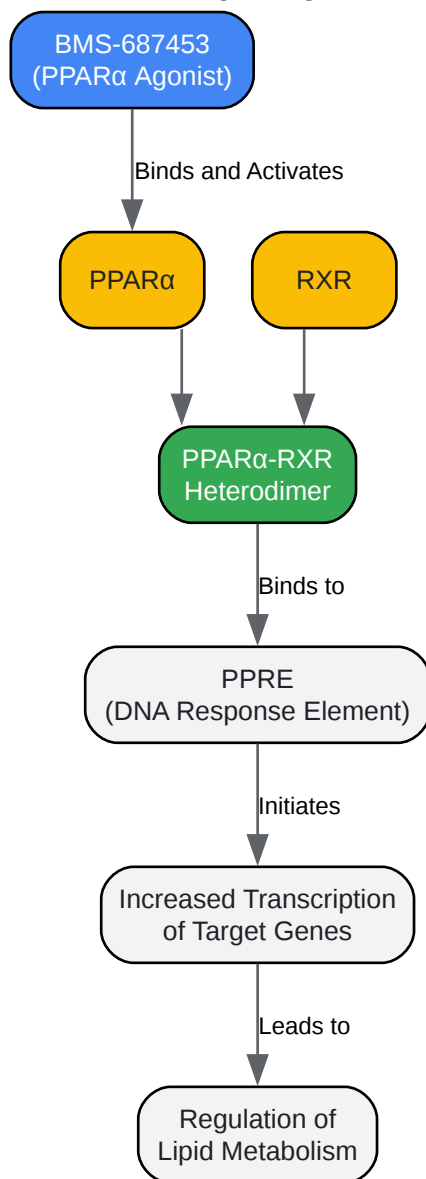 BMS-687453
(PPARα Agonist)
Binds and Activates
PPARα
RXR
PPARα-RXR
Heterodimer
Binds to
PPRE
(DNA Response Element)
Initiates
Increased Transcription
of Target Genes
Leads to
Regulation of
Lipid Metabolism